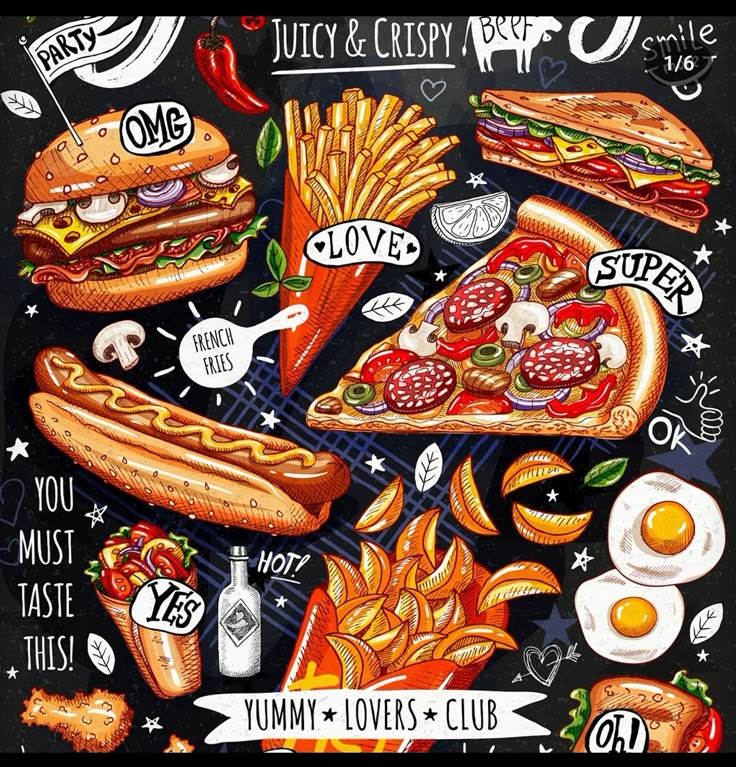 PARTY
JUICY & CRISPY
BEEF
Smile
1/6
OMG
LOVE
SUPER
FRENCH
FRIES
OK
YOU
MUST
TASTE
THIS!
HOT!
YES
YUMMY ★ LOVERS ★ CLUB
Oh!